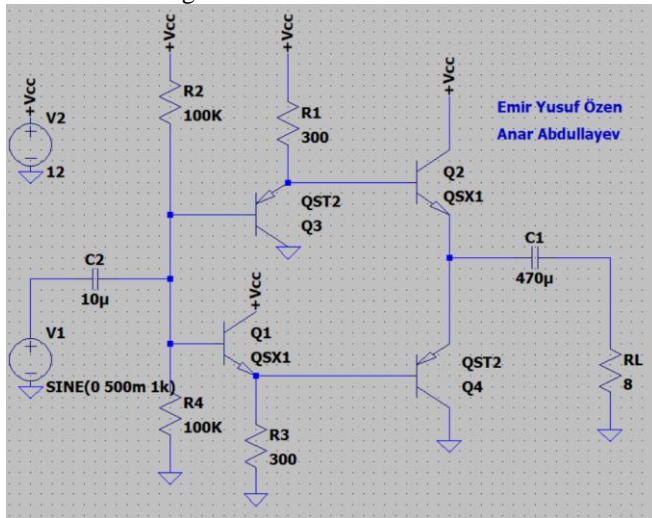 +Vcc
+Vcc
R2
100K
+Vcc
V2
12
R1
300
+Vcc
Emir Yusuf Özen
Anar Abdullayev
Q2
QSX1
QST2
Q3
C2
10µ
C1
470µ
+Vcc
V1
SINE(0 500m 1k)
Q1
QSX1
QST2
Q4
RL
8
R4
100K
R3
300